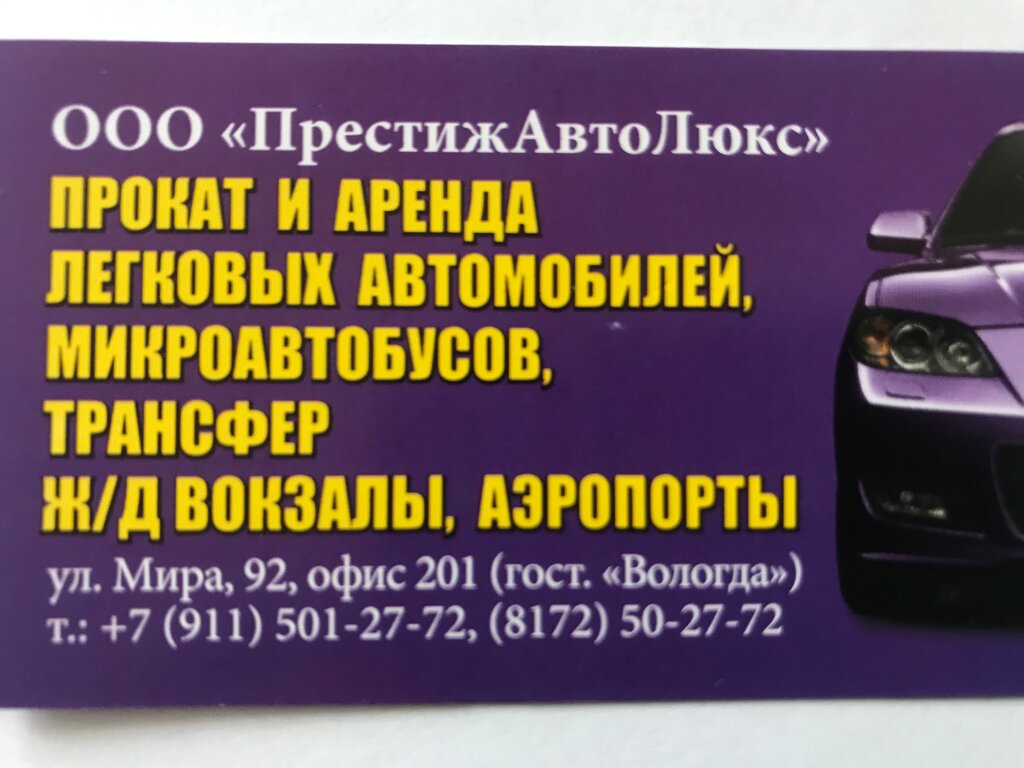 ООО «ПрестижАвтоЛюкс»
ПРОКАТ И АРЕНДА
ЛЕГКОВЫХ АВТОМОБИЛЕЙ,
МИКРОАВТОБУСОВ,
ТРАНСФЕР
Ж/Д ВОКЗАЛЫ, АЭРОПОРТЫ
ул. Мира, 92, офис 201 (гост. «Вологда»)
т.: +7 (911) 501-27-72, (8172) 50-27-72